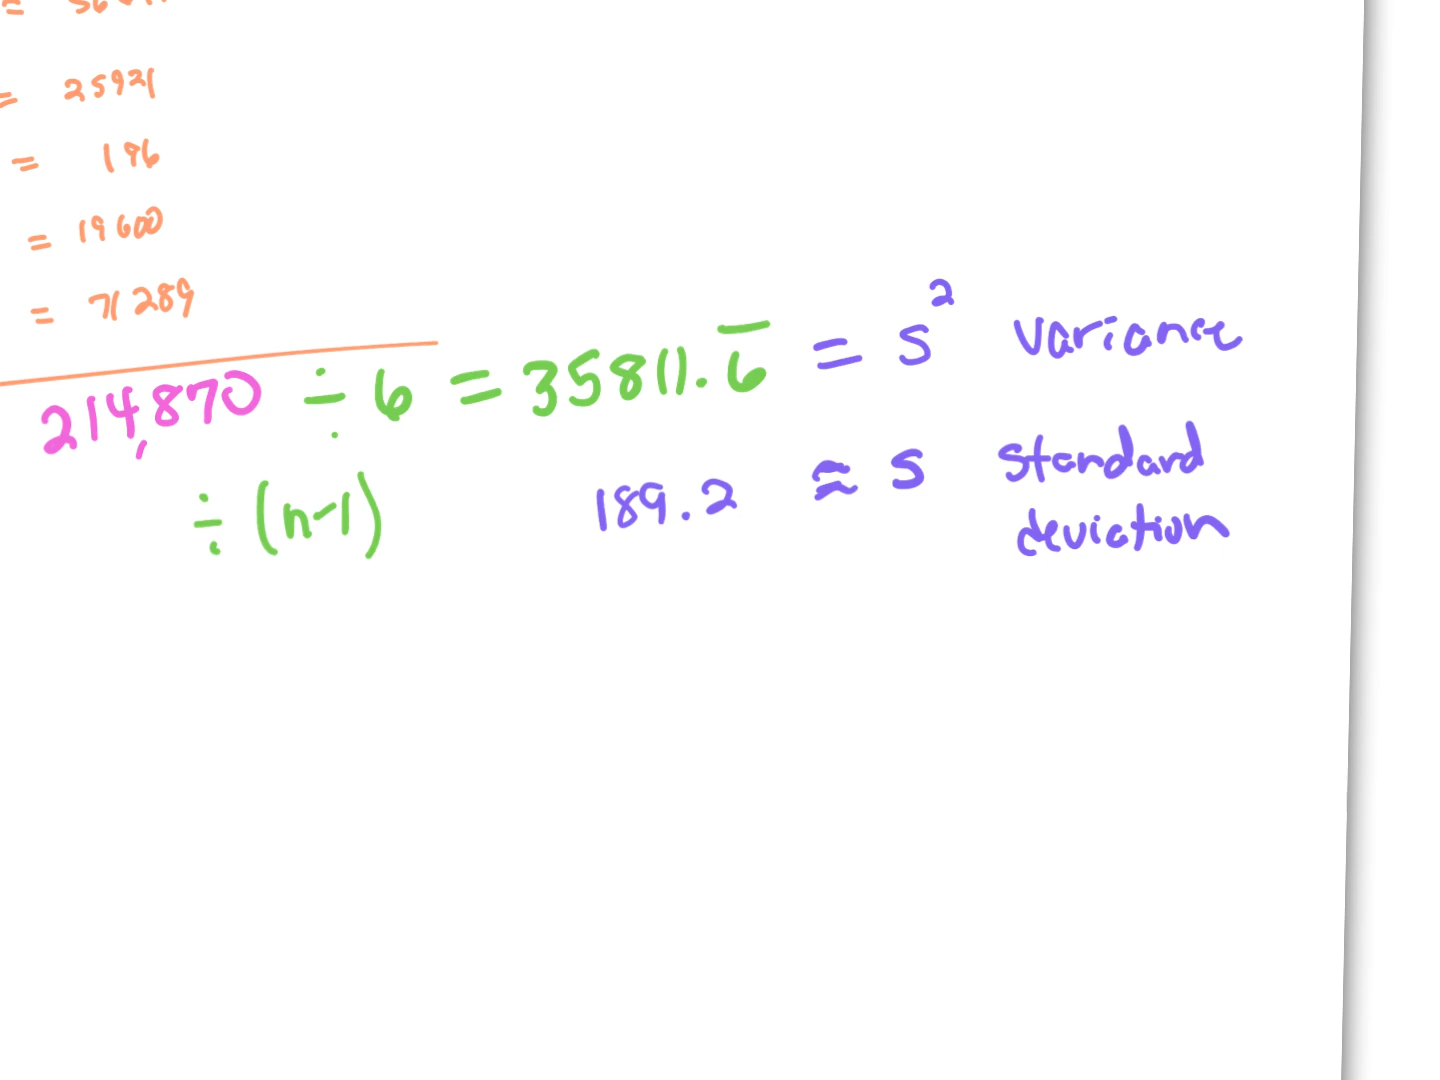 =
= 25921
= 196
= 19600
= 71289
214,870 ÷ 6 = 35811.6̅ = s² variance
÷ (n-1) 189.2 ≈ s standard
deviation